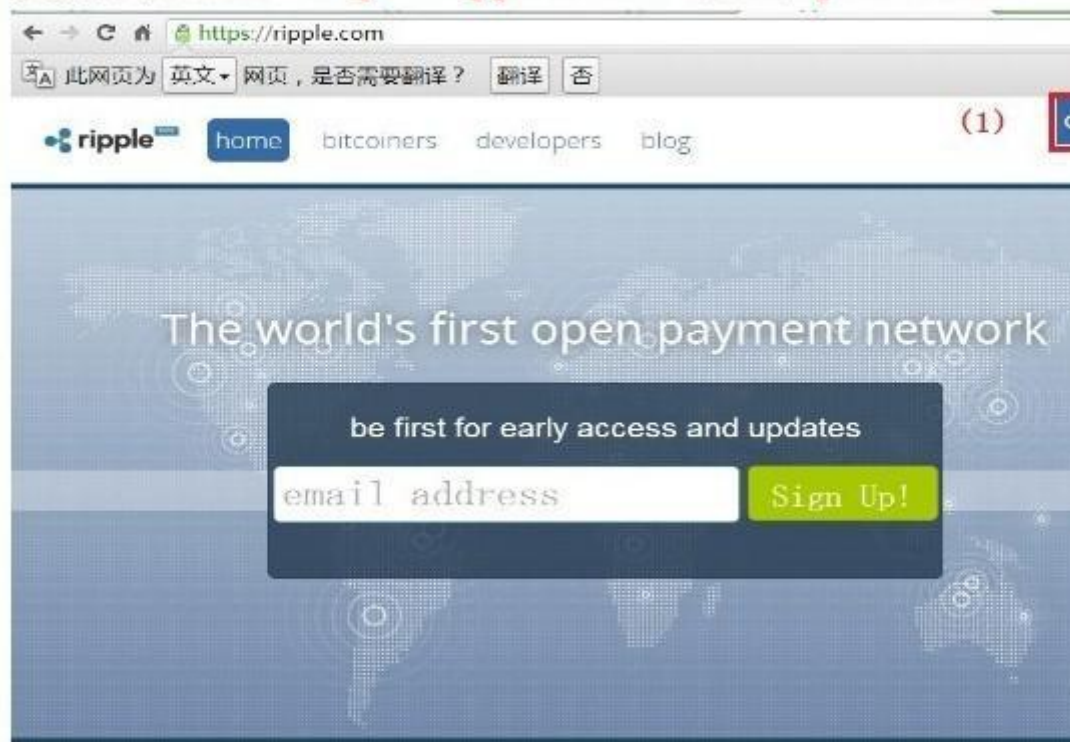 https://ripple.com
此网页为 英文 网页，是否需要翻译？ 翻译 否
ripple home bitcoiners developers blog (1)
The world's first open payment network
be first for early access and updates
email address Sign Up!